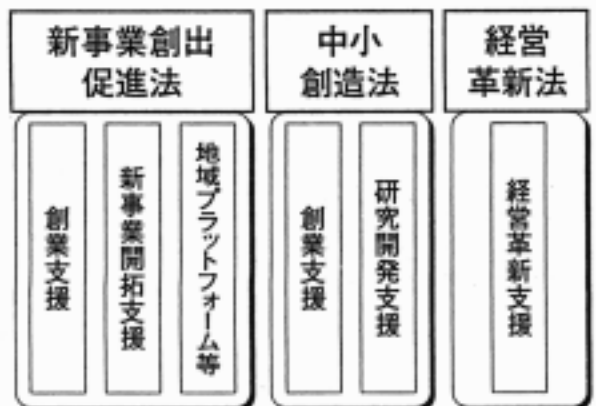 新事業創出
促進法
中小
創造法
経営
革新法
創業支援
新事業開拓支援
地域プラットフォーム等
創業支援
研究開発支援
経営革新支援